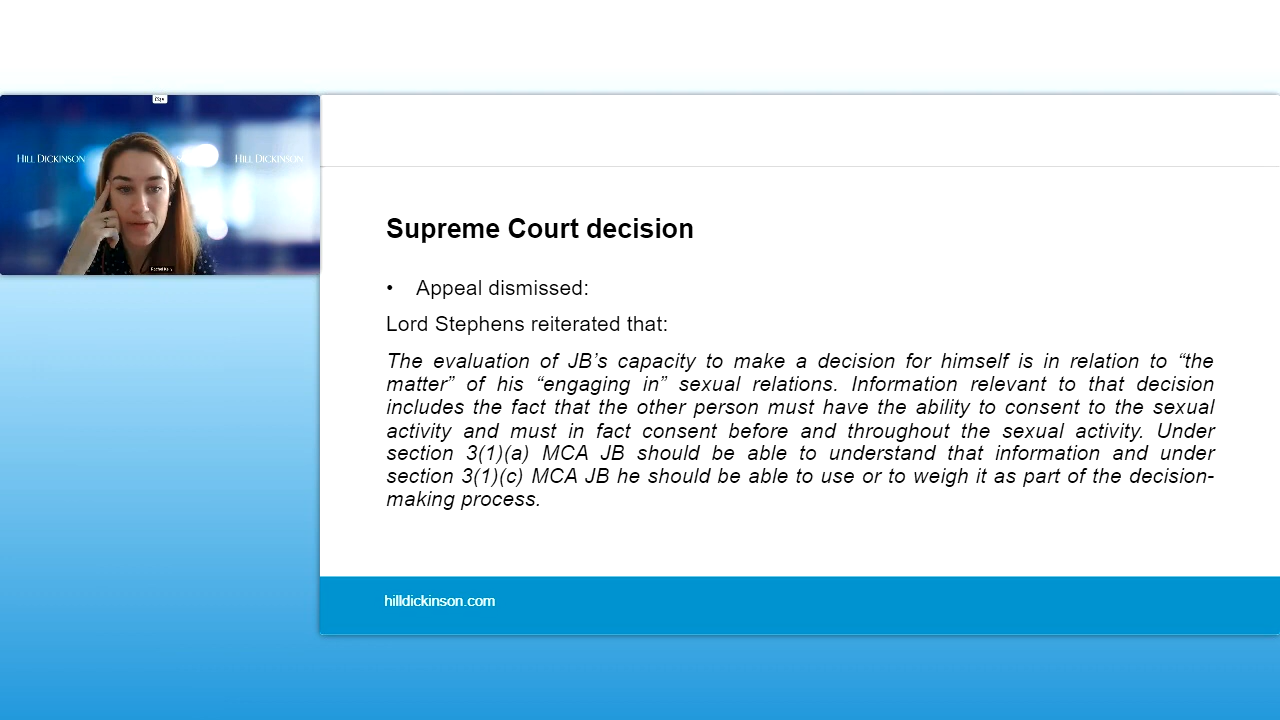 HILL DICKINSON
HILL DICKINSON
Supreme Court decision
• Appeal dismissed:
Lord Stephens reiterated that:
The evaluation of JB’s capacity to make a decision for himself is in relation to “the
matter” of his “engaging in” sexual relations. Information relevant to that decision
includes the fact that the other person must have the ability to consent to the sexual
activity and must in fact consent before and throughout the sexual activity. Under
section 3(1)(a) MCA JB should be able to understand that information and under
section 3(1)(c) MCA JB he should be able to use or to weigh it as part of the decision-
making process.
hilldickinson.com